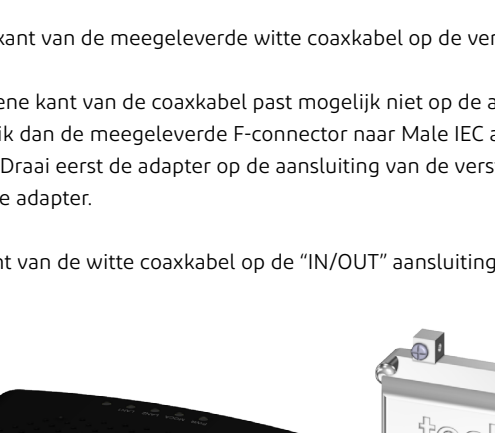 kant van de meegeleverde witte coaxkabel op de ver
ene kant van de coaxkabel past mogelijk niet op de a
ik dan de meegeleverde F-connector naar Male IEC a
Draai eerst de adapter op de aansluiting van de vers
e adapter.
nt van de witte coaxkabel op de “IN/OUT” aansluiting